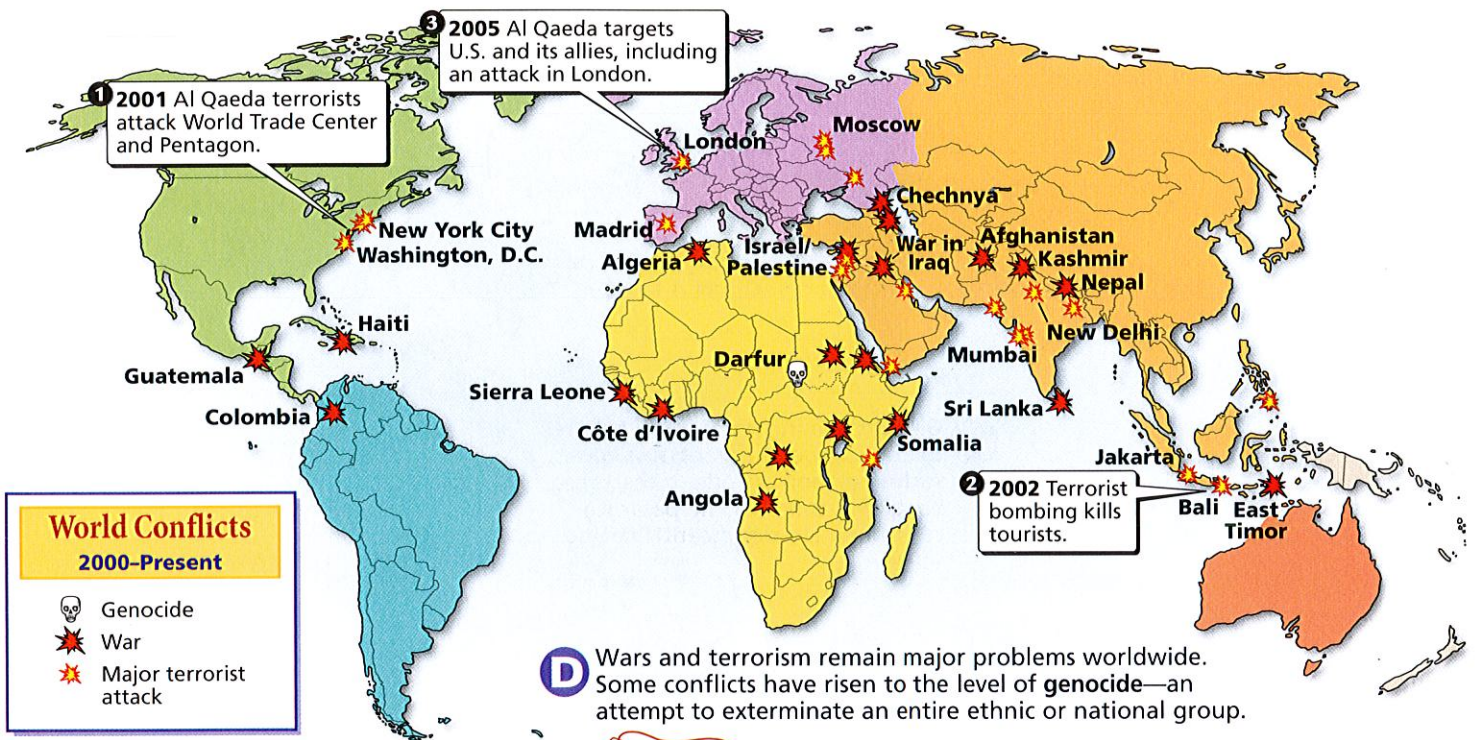 3 2005 Al Qaeda targets
U.S. and its allies, including
an attack in London.
1 2001 Al Qaeda terrorists
attack World Trade Center
and Pentagon.
London
Moscow
Chechnya
New York City
Washington, D.C.
Madrid
Algeria
Israel/
Palestine
War in
Iraq
Afghanistan
Kashmir
Nepal
New Delhi
Mumbai
Haiti
Guatemala
Colombia
Darfur
Sierra Leone
Côte d'Ivoire
Somalia
Sri Lanka
Angola
Jakarta
Bali
East
Timor
2 2002 Terrorist
bombing kills
tourists.
World Conflicts
2000–Present
Genocide
War
Major terrorist
attack
D Wars and terrorism remain major problems worldwide.
Some conflicts have risen to the level of genocide—an
attempt to exterminate an entire ethnic or national group.